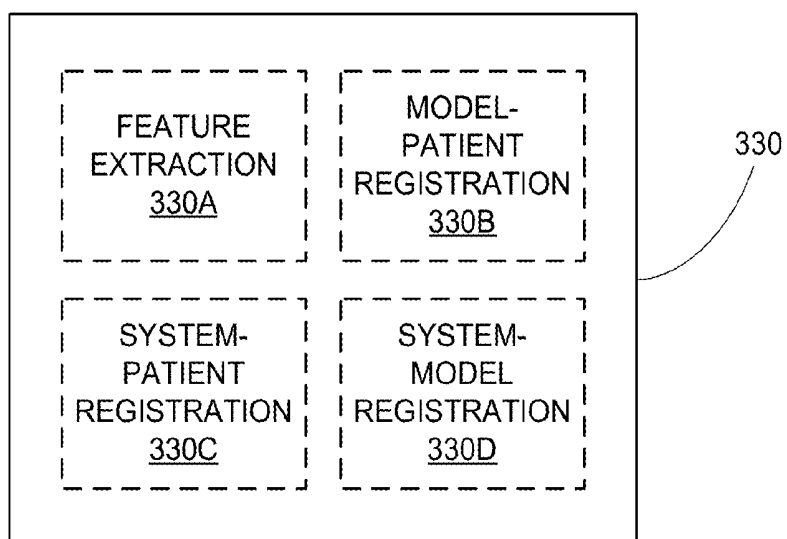 FEATURE
EXTRACTION
330A
MODEL-
PATIENT
REGISTRATION
330B
330
SYSTEM-
PATIENT
REGISTRATION
330C
SYSTEM-
MODEL
REGISTRATION
330D